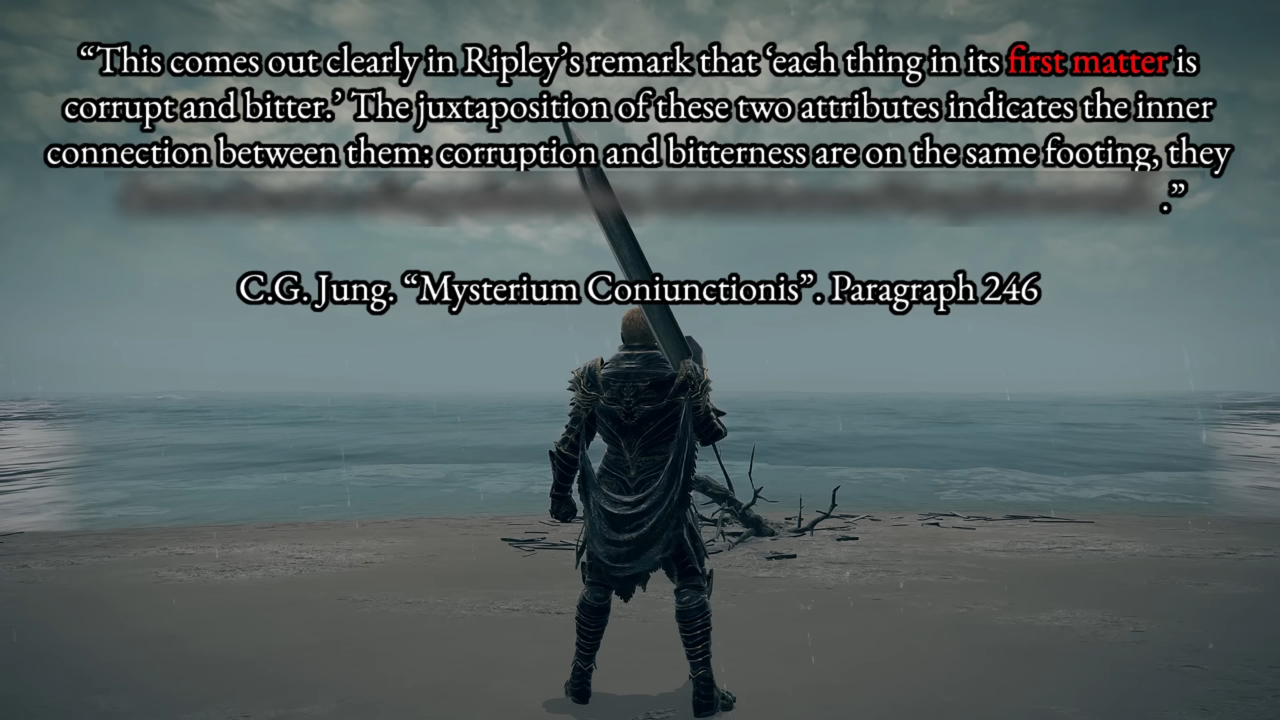 “This comes out clearly in Ripley’s remark that ‘each thing in its first matter is
corrupt and bitter.’ The juxtaposition of these two attributes indicates the inner
connection between them: corruption and bitterness are on the same footing, they
.”
C.G. Jung. “Mysterium Coniunctionis”. Paragraph 246